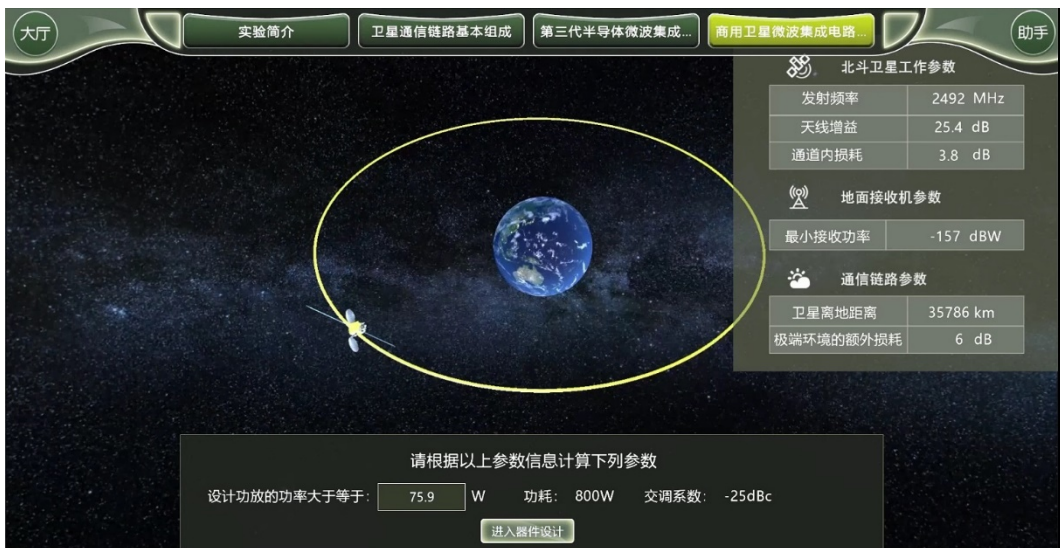 大厅
实验简介
卫星通信链路基本组成
第三代半导体微波集成...
商用卫星微波集成电路...
助手
北斗卫星工作参数
发射频率 2492 MHz
天线增益 25.4 dB
通道内损耗 3.8 dB
地面接收机参数
最小接收功率 -157 dBW
通信链路参数
卫星离地距离 35786 km
极端环境的额外损耗 6 dB
请根据以上参数信息计算下列参数
设计功放的功率大于等于: 75.9 W 功耗: 800W 交调系数: -25dBc
进入器件设计